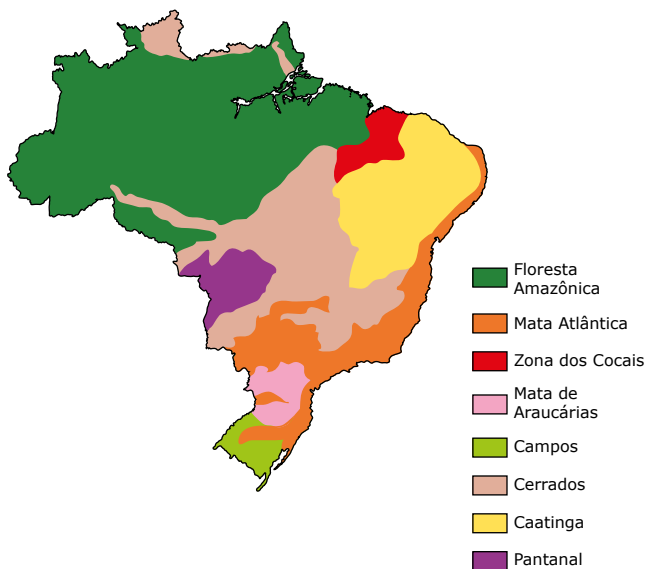 Floresta
Amazônica
Mata Atlântica
Zona dos Cocais
Mata de
Araucárias
Campos
Cerrados
Caatinga
Pantanal